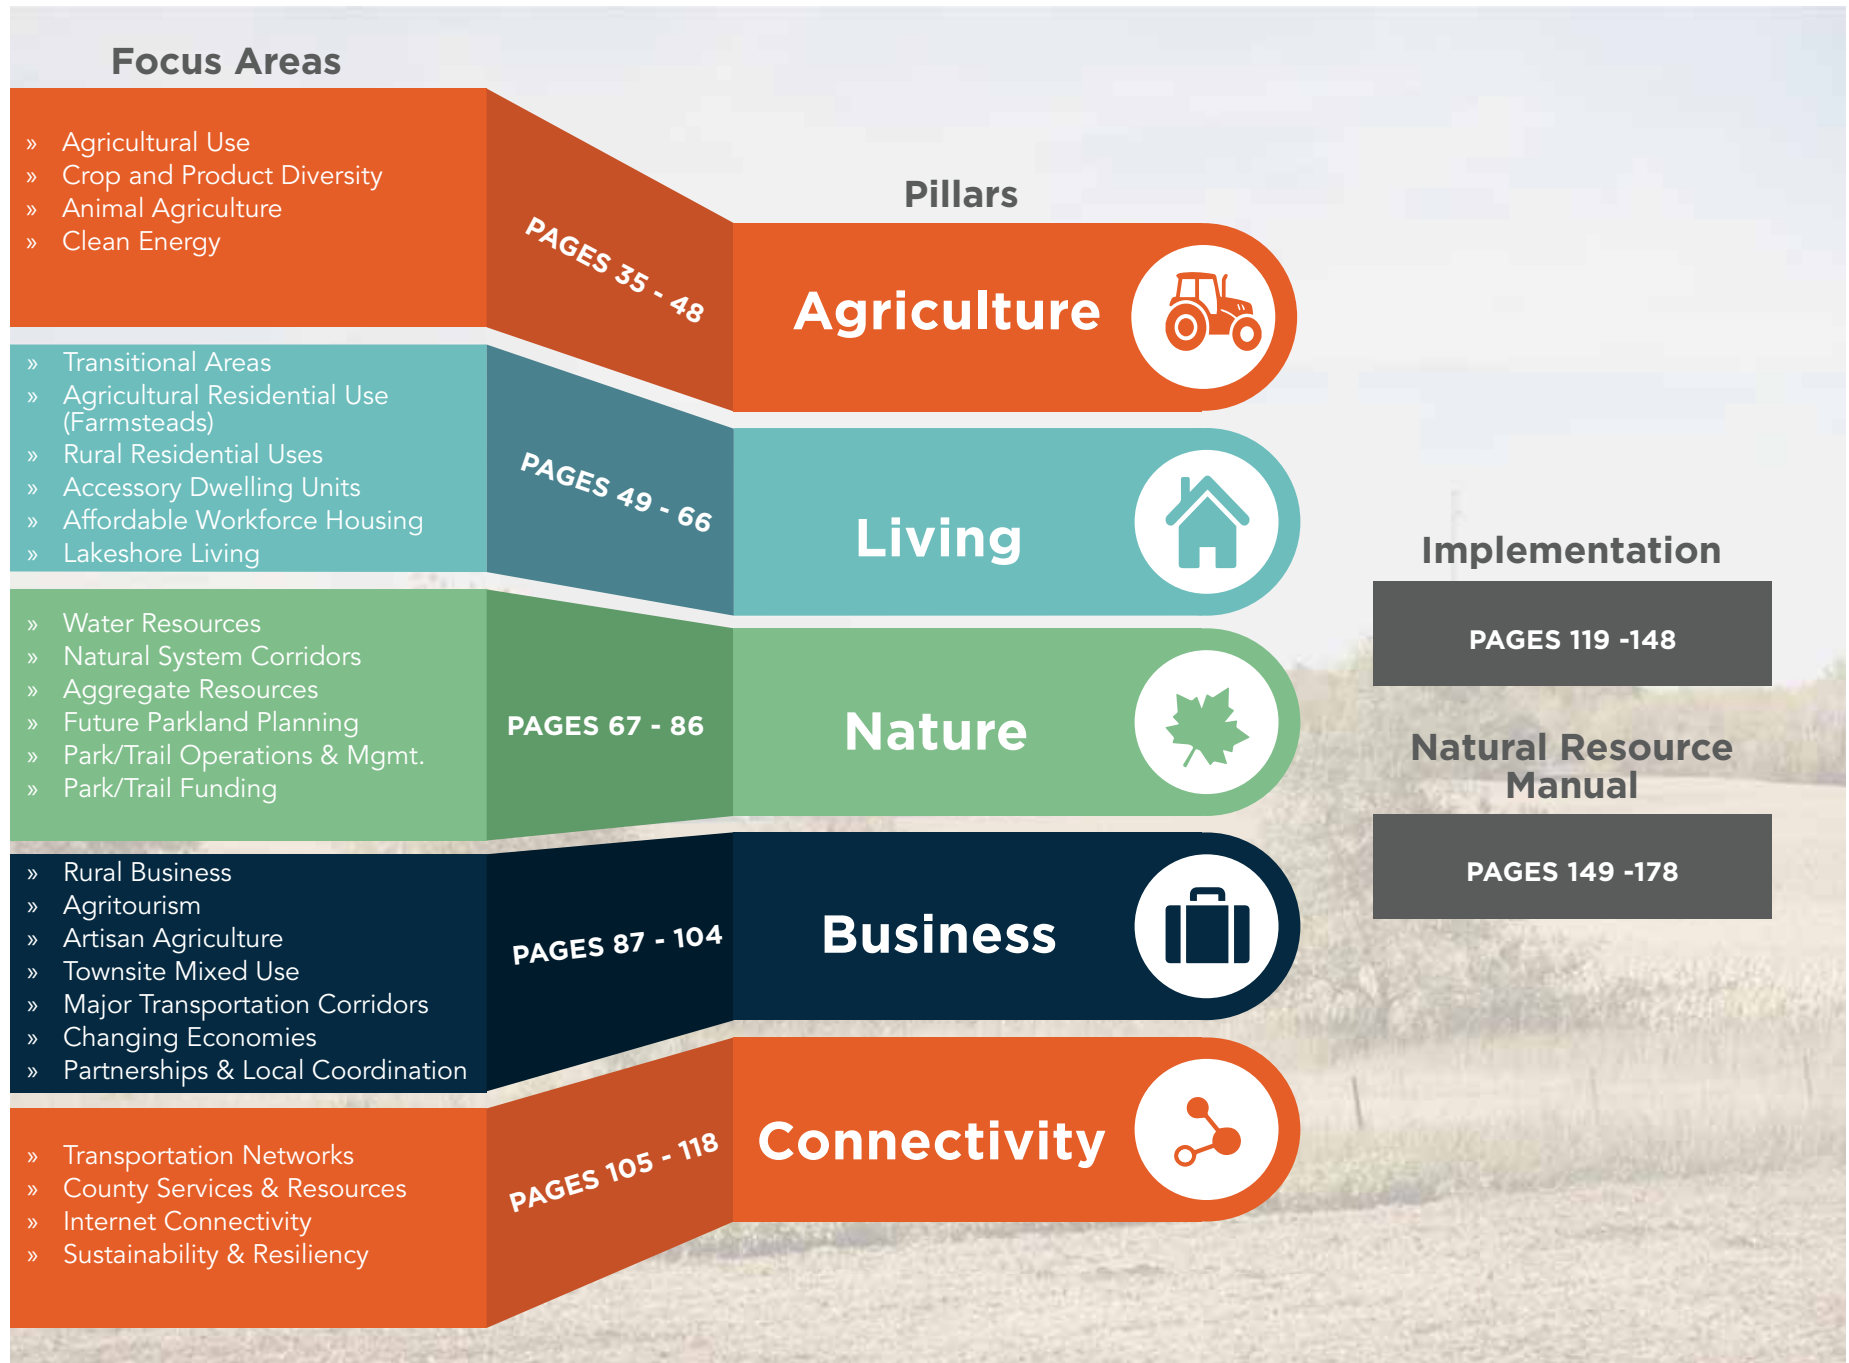 Focus Areas
» Agricultural Use
» Crop and Product Diversity
» Animal Agriculture
» Clean Energy
PAGES 35 - 48
Pillars
Agriculture
» Transitional Areas
» Agricultural Residential Use
(Farmsteads)
» Rural Residential Uses
» Accessory Dwelling Units
» Affordable Workforce Housing
» Lakeshore Living
PAGES 49 - 66
Living
» Water Resources
» Natural System Corridors
» Aggregate Resources
» Future Parkland Planning
» Park/Trail Operations & Mgmt.
» Park/Trail Funding
PAGES 67 - 86
Nature
» Rural Business
» Agritourism
» Artisan Agriculture
» Townsite Mixed Use
» Major Transportation Corridors
» Changing Economies
» Partnerships & Local Coordination
PAGES 87 - 104
Business
» Transportation Networks
» County Services & Resources
» Internet Connectivity
» Sustainability & Resiliency
PAGES 105 - 118
Connectivity
Implementation
PAGES 119 -148
Natural Resource
Manual
PAGES 149 -178